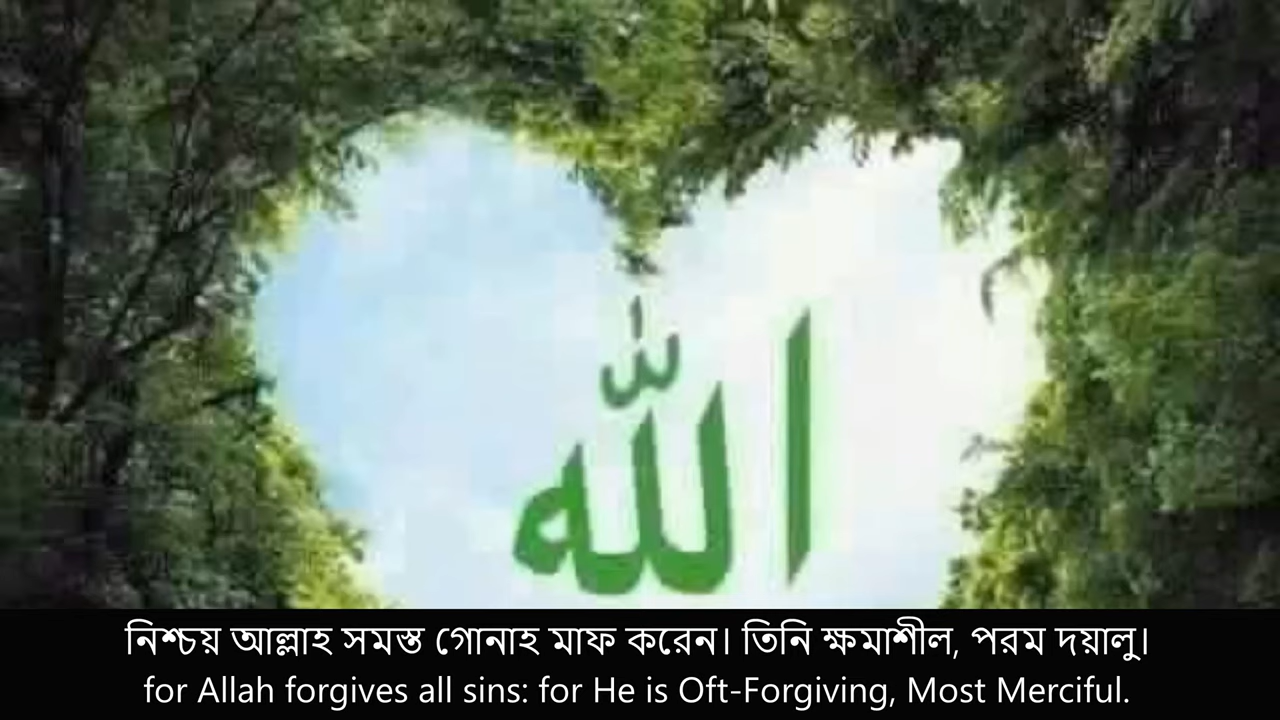 الله
নিশ্চয় আল্লাহ সমস্ত গোনাহ মাফ করেন। তিনি ক্ষমাশীল, পরম দয়ালু।
for Allah forgives all sins: for He is Oft-Forgiving, Most Merciful.